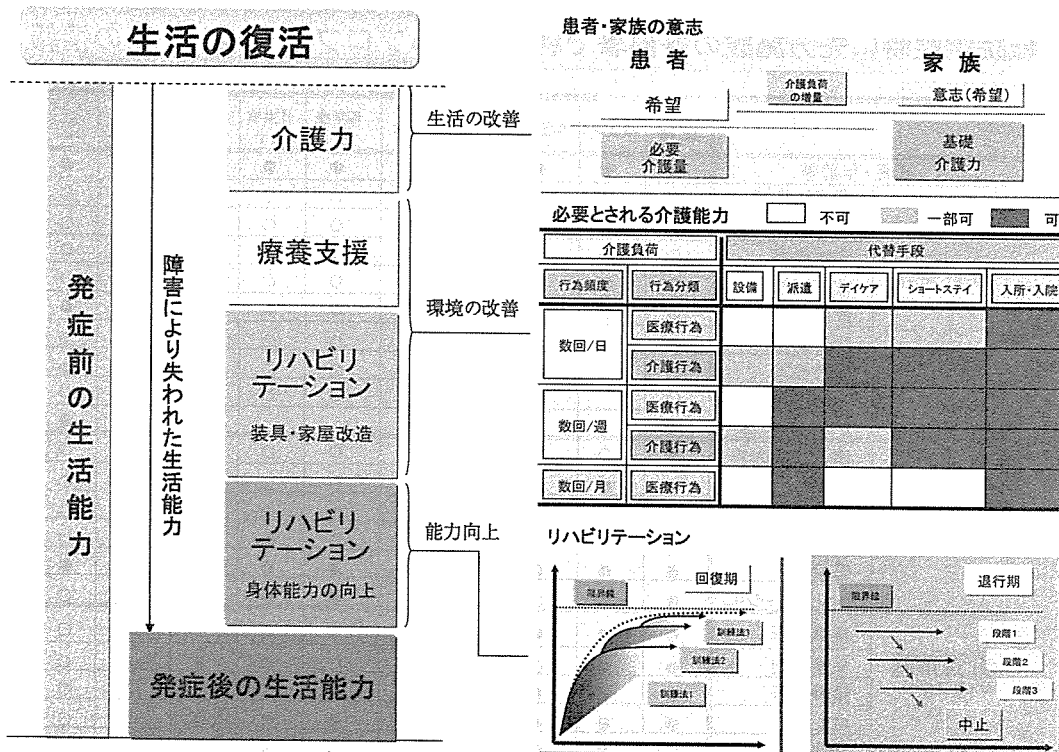 生活の復活
発症前の生活能力
障害により失われた生活能力
介護力
療養支援
リハビリ
テーション
装具・家屋改造
リハビリ
テーション
身体能力の向上
発症後の生活能力
生活の改善
環境の改善
能力向上
患者・家族の意志
患者
家族
希望
介護負荷
の増量
意志(希望)
必要
介護量
基礎
介護力
必要とされる介護能力
不可
一部可
可
介護負荷
代替手段
行為頻度
行為分類
設備
派遣
デイケア
ショートステイ
入所・入院
数回/日
医療行為
介護行為
数回/週
医療行為
介護行為
数回/月
医療行為
リハビリテーション
限界線
回復期
訓練法1
訓練法2
訓練法1
限界線
退行期
段階1
段階2
段階3
中止